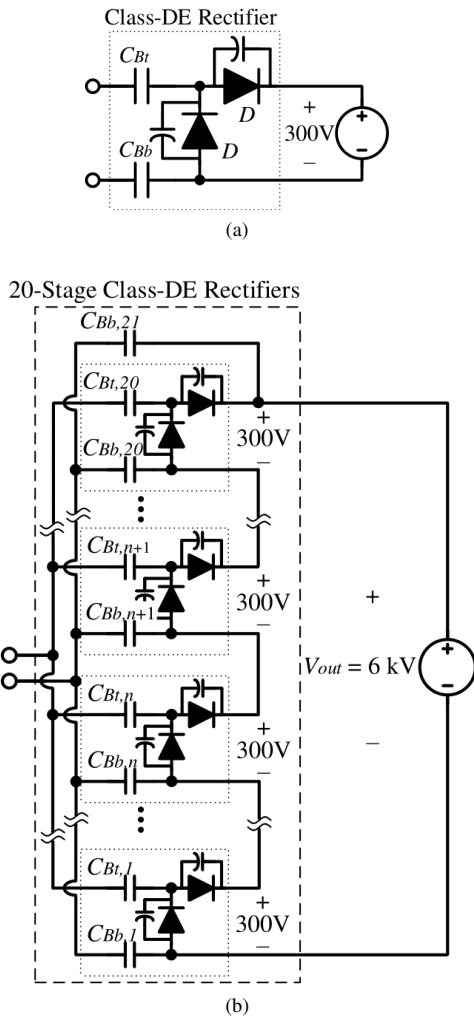 Class-DE Rectifier
CBt
D
+
300V
–
+
–
CBb
D
(a)
20-Stage Class-DE Rectifiers
CBb,21
CBt,20
+
300V
–
CBb,20
CBt,n+1
+
300V
–
CBb,n+1
+
Vout = 6 kV
–
+
–
CBt,n
+
300V
–
CBb,n
CBt,1
+
300V
–
CBb,1
(b)